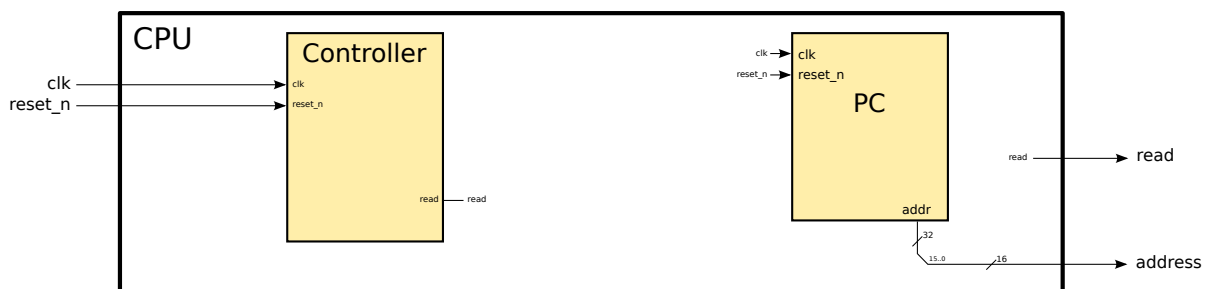 CPU
Controller
clk
reset_n
clk
reset_n
read
read
clk
reset_n
clk
reset_n
PC
addr
32
15..0
16
read
read
address